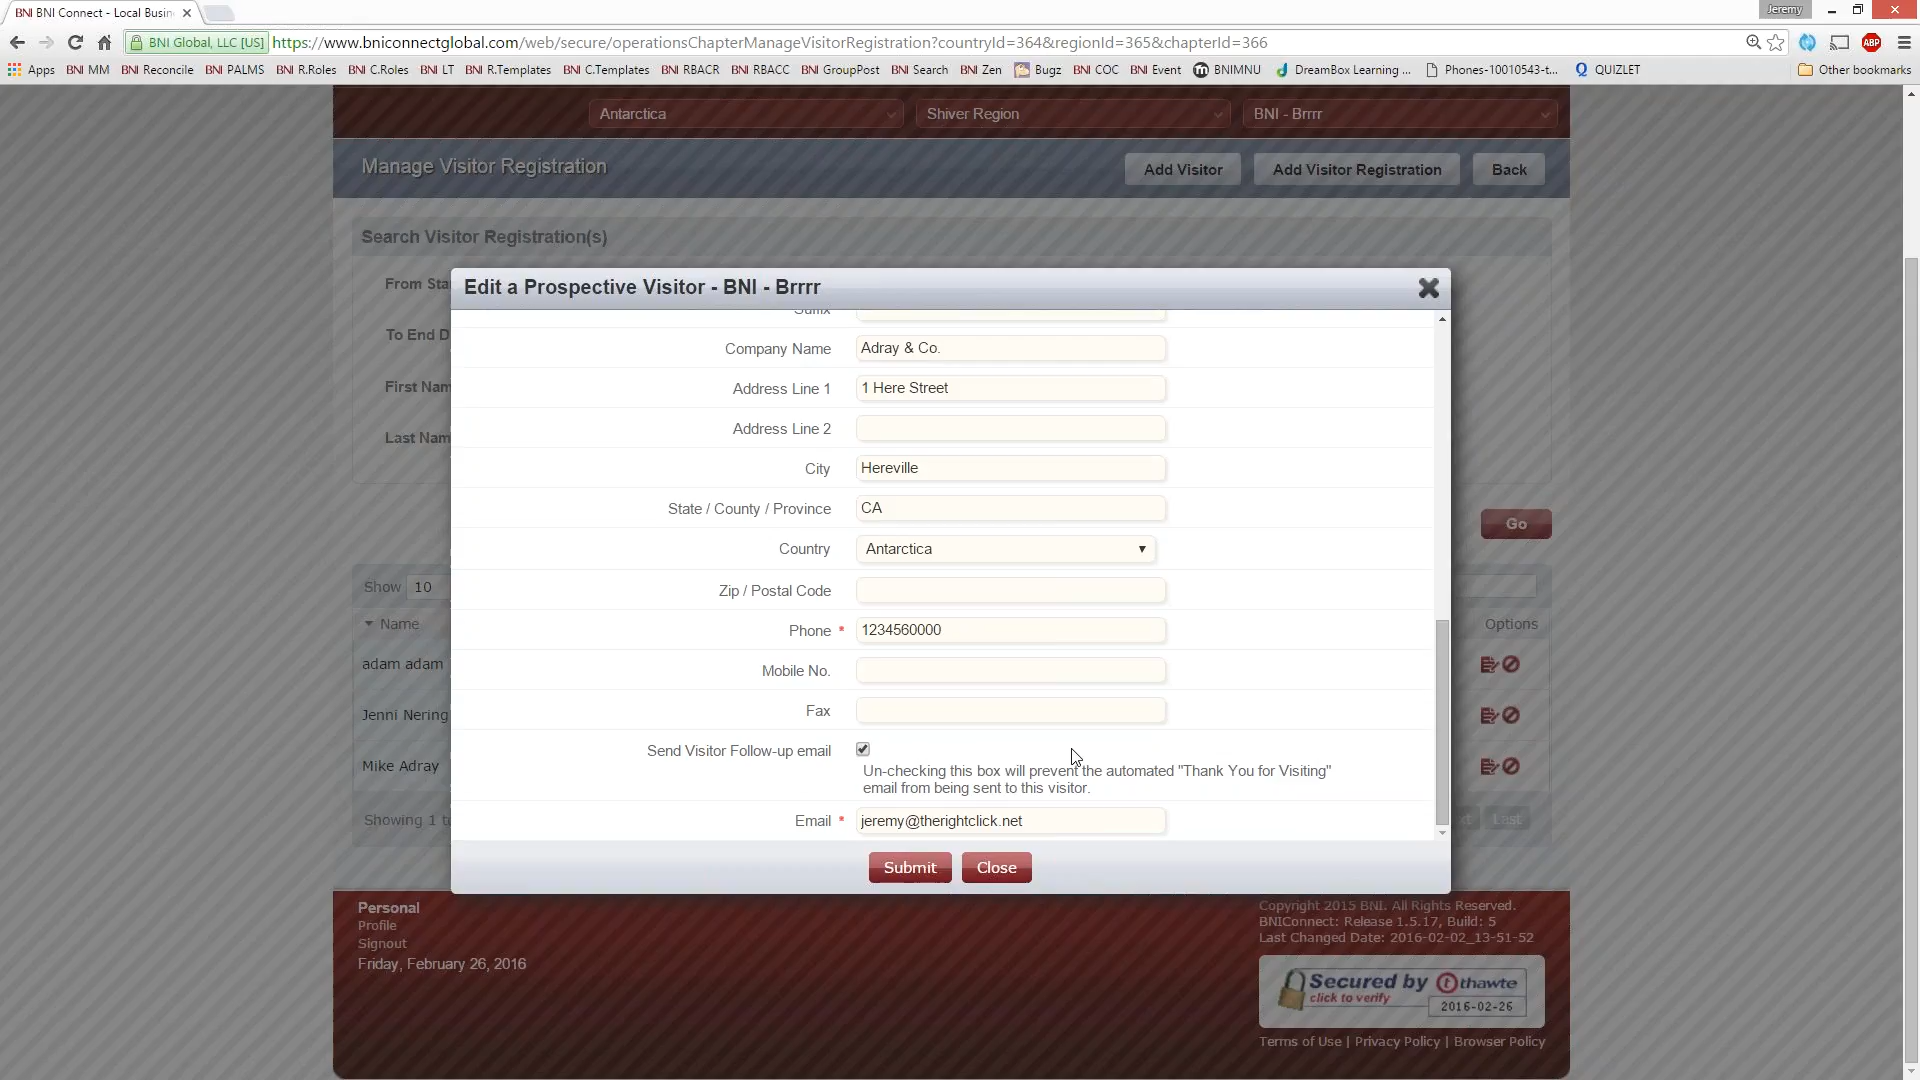 BNI BNI Connect - Local Busin
Jeremy
BNI Global, LLC [US]
https://www.bniconnectglobal.com/web/secure/operationsChapterManageVisitorRegistration?countryId=364&regionId=365&chapterId=366
ABP
Apps BNI MM BNI Reconcile BNI PALMS BNI R.Roles BNI C.Roles BNI LT BNI R.Templates BNI C.Templates BNI RBACR BNI RBACC BNI GroupPost BNI Search BNI Zen Bugz BNI COC BNI Event BNIMNU DreamBox Learning ... Phones-10010543-t... QUIZLET Other bookmarks
Antarctica Shiver Region BNI - Brrrr
Manage Visitor Registration
Add Visitor Add Visitor Registration Back
Search Visitor Registration(s)
From Sta
To End D
First Nam
Last Nam
Go
Show 10
Name Options
adam adam
Jenni Nering
Mike Adray
Showing 1 t
xt Last
Edit a Prospective Visitor - BNI - Brrrr
Suffix
Company Name Adray & Co.
Address Line 1 1 Here Street
Address Line 2
City Hereville
State / County / Province CA
Country Antarctica
Zip / Postal Code
Phone * 1234560000
Mobile No.
Fax
Send Visitor Follow-up email
Un-checking this box will prevent the automated "Thank You for Visiting"
email from being sent to this visitor.
Email * jeremy@therightclick.net
Submit Close
Personal
Profile
Signout
Friday, February 26, 2016
Copyright 2015 BNI. All Rights Reserved.
BNIConnect: Release 1.5.17, Build: 5
Last Changed Date: 2016-02-02_13-51-52
Secured by thawte
click to verify
2016-02-26
Terms of Use | Privacy Policy | Browser Policy